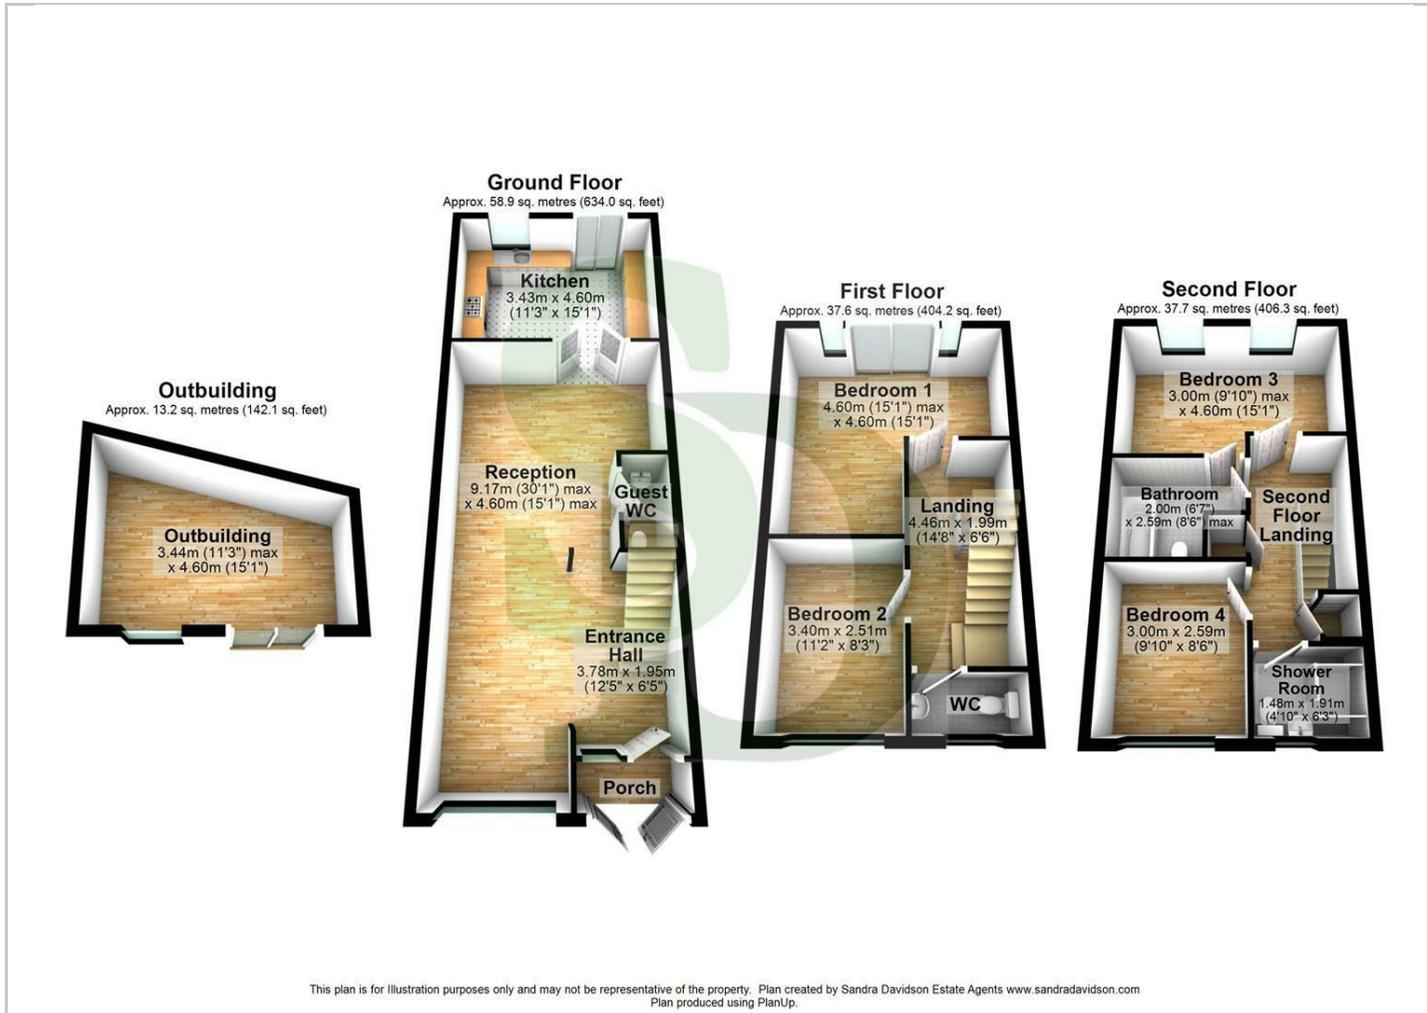 Ground Floor
Approx. 58.9 sq. metres (634.0 sq. feet)
Kitchen
3.43m x 4.60m
(11'3" x 15'1")
Reception
9.17m (30'1") max
x 4.60m (15'1") max
Guest
WC
Entrance
Hall
3.78m x 1.95m
(12'5" x 6'5")
Porch
Outbuilding
Approx. 13.2 sq. metres (142.1 sq. feet)
Outbuilding
3.44m (11'3") max
x 4.60m (15'1")
First Floor
Approx. 37.6 sq. metres (404.2 sq. feet)
Bedroom 1
4.60m (15'1") max
x 4.60m (15'1")
Landing
4.46m x 1.99m
(14'8" x 6'6")
Bedroom 2
3.40m x 2.51m
(11'2" x 8'3")
WC
Second Floor
Approx. 37.7 sq. metres (406.3 sq. feet)
Bedroom 3
3.00m (9'10") max
x 4.60m (15'1")
Bathroom
2.00m (6'7")
x 2.59m (8'6") max
Second
Floor
Landing
Bedroom 4
3.00m x 2.59m
(9'10" x 8'6")
Shower
Room
1.48m x 1.91m
(4'10" x 6'3")
This plan is for Illustration purposes only and may not be representative of the property. Plan created by Sandra Davidson Estate Agents www.sandradavidson.com
Plan produced using PlanUp.